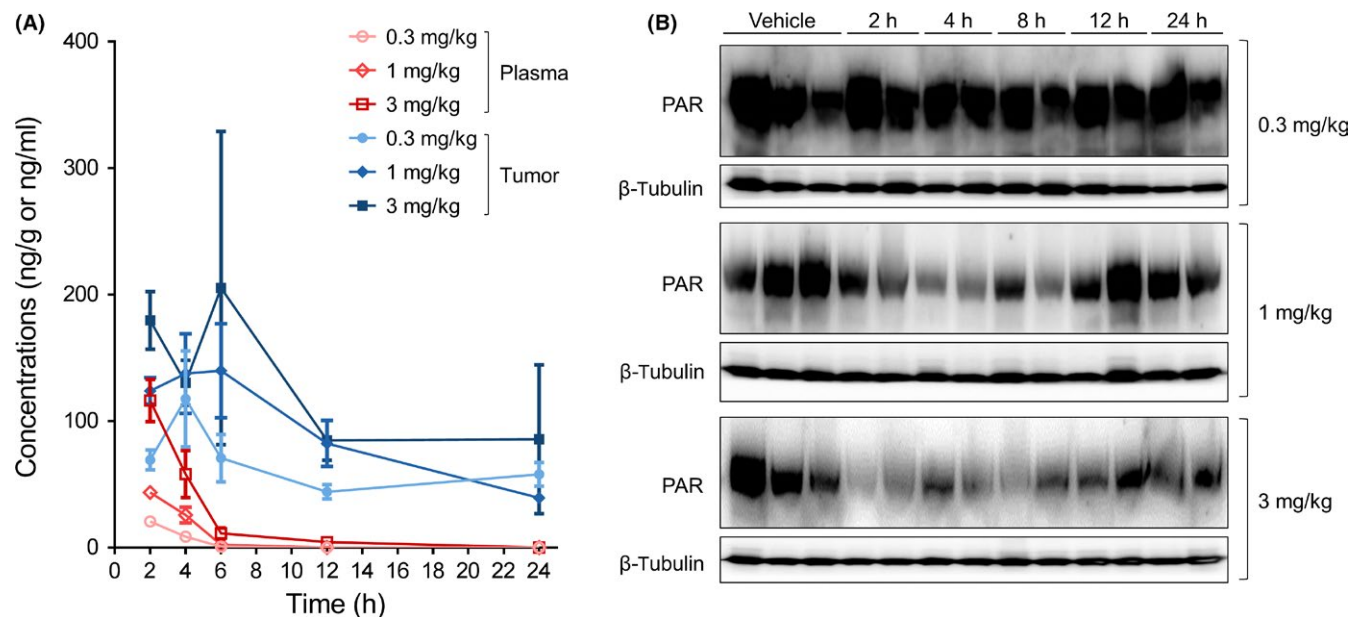 (A)
400
300
200
100
0
Concentrations (ng/g or ng/ml)
0 2 4 6 8 10 12 14 16 18 20 22 24
Time (h)
0.3 mg/kg
1 mg/kg
3 mg/kg
Plasma
0.3 mg/kg
1 mg/kg
3 mg/kg
Tumor
(B)
Vehicle 2 h 4 h 8 h 12 h 24 h
PAR
β-Tubulin
0.3 mg/kg
PAR
β-Tubulin
1 mg/kg
PAR
β-Tubulin
3 mg/kg